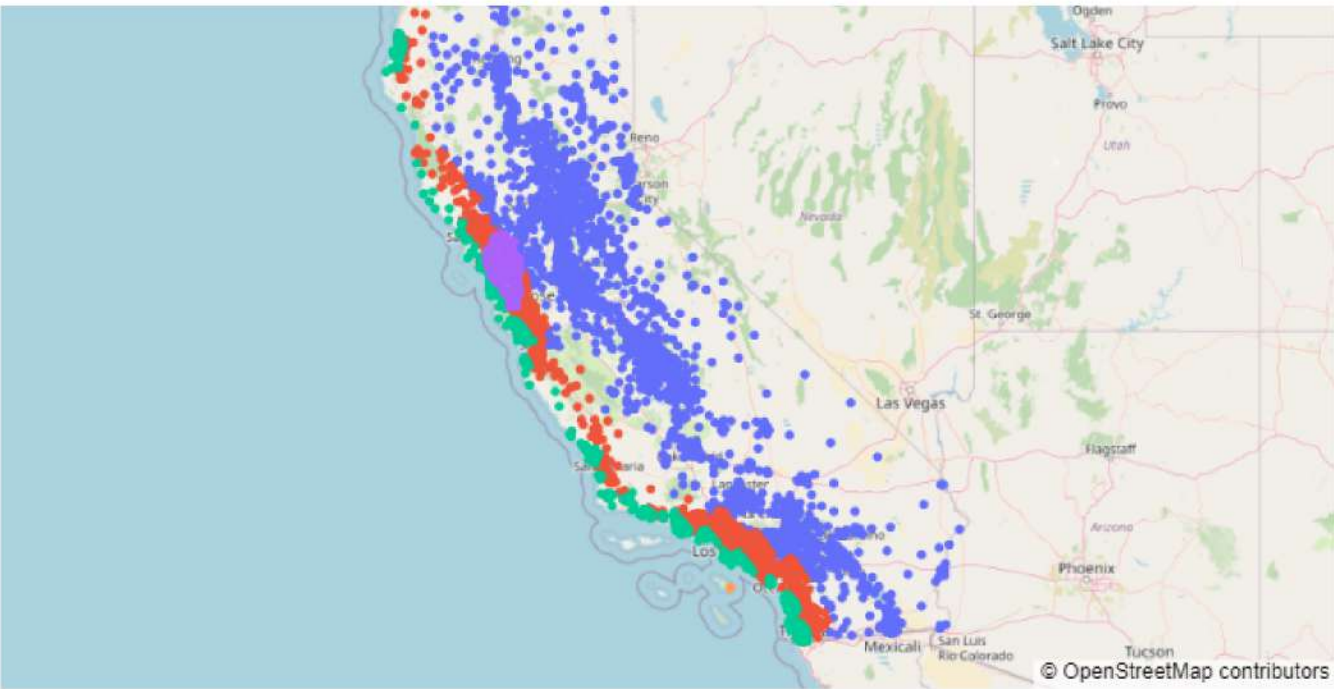 Ogden
Salt Lake City
Provo
Reno
Utah
Nevada
St. George
Las Vegas
Flagstaff
Los
Arizona
Phoenix
Mexicali
San Luis
Río Colorado
Tucson
© OpenStreetMap contributors